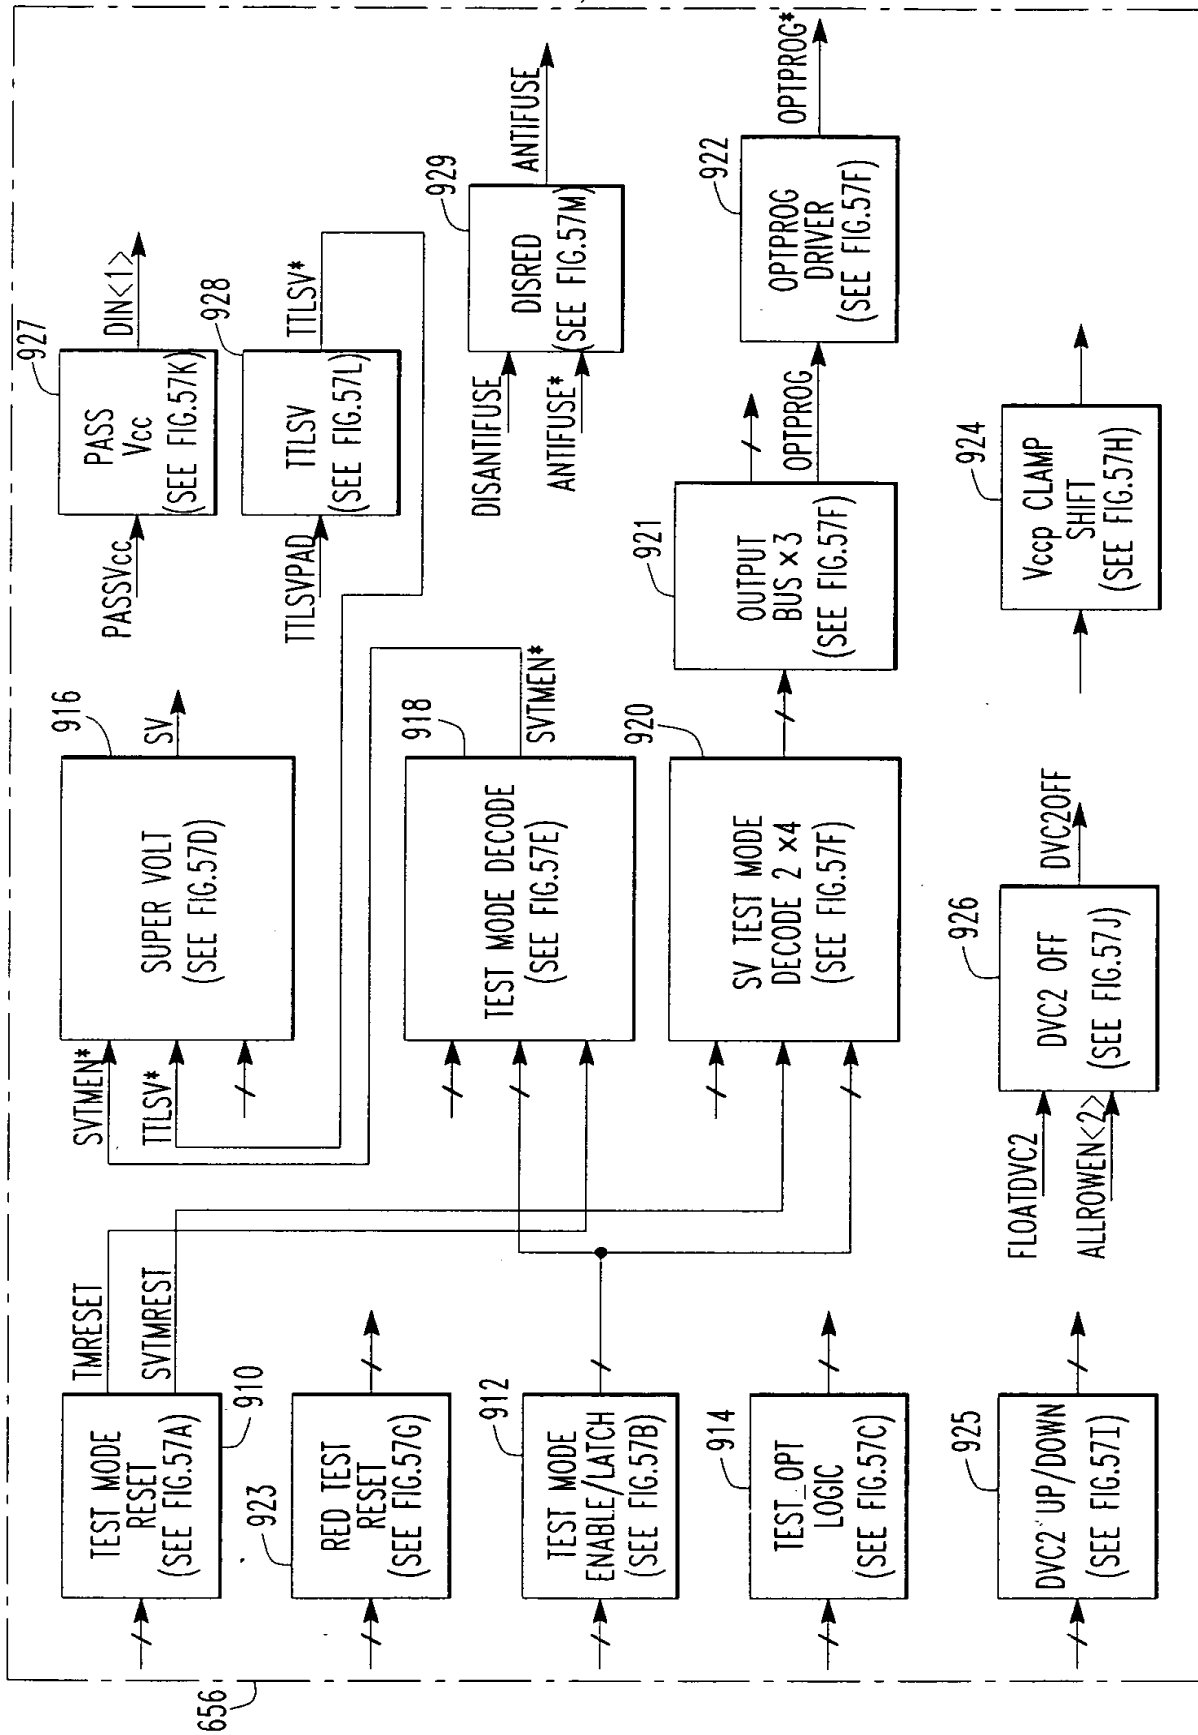 656
TEST MODE
RESET
(SEE FIG.57A)
910
TMRESET
SVTMREST
RED TEST
RESET
(SEE FIG.57G)
923
TEST MODE
ENABLE/LATCH
(SEE FIG.57B)
912
TEST_OPT
LOGIC
(SEE FIG.57C)
914
DVC2 UP/DOWN
(SEE FIG.57I)
925
SVTMEN*
TTLSV*
SUPER VOLT
(SEE FIG.57D)
916
SV
TEST MODE DECODE
(SEE FIG.57E)
918
SVTMEN*
SV TEST MODE
DECODE 2 ×4
(SEE FIG.57F)
920
FLOATDVC2
ALLROWEN<2>
DVC2 OFF
(SEE FIG.57J)
926
DVC2OFF
PASSVcc
PASS
Vcc
(SEE FIG.57K)
927
DIN<1>
TTLSVPAD
TTLSV
(SEE FIG.57L)
928
TTLSV*
DISANTIFUSE
ANTIFUSE*
DISRED
(SEE FIG.57M)
929
ANTIFUSE
OUTPUT
BUS ×3
(SEE FIG.57F)
921
OPTPROG
OPTPROG
DRIVER
(SEE FIG.57F)
922
OPTPROG*
Vccp CLAMP
SHIFT
(SEE FIG.57H)
924